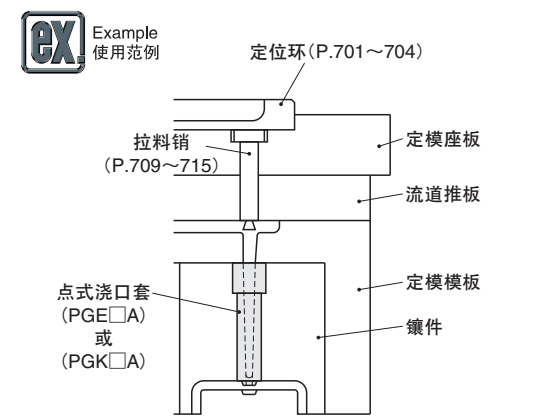 ex.
Example
使用范例
定位环(P.701～704)
拉料销
(P.709～715)
定模座板
流道推板
定模模板
镶件
点式浇口套
(PGE□A)
或
(PGK□A)